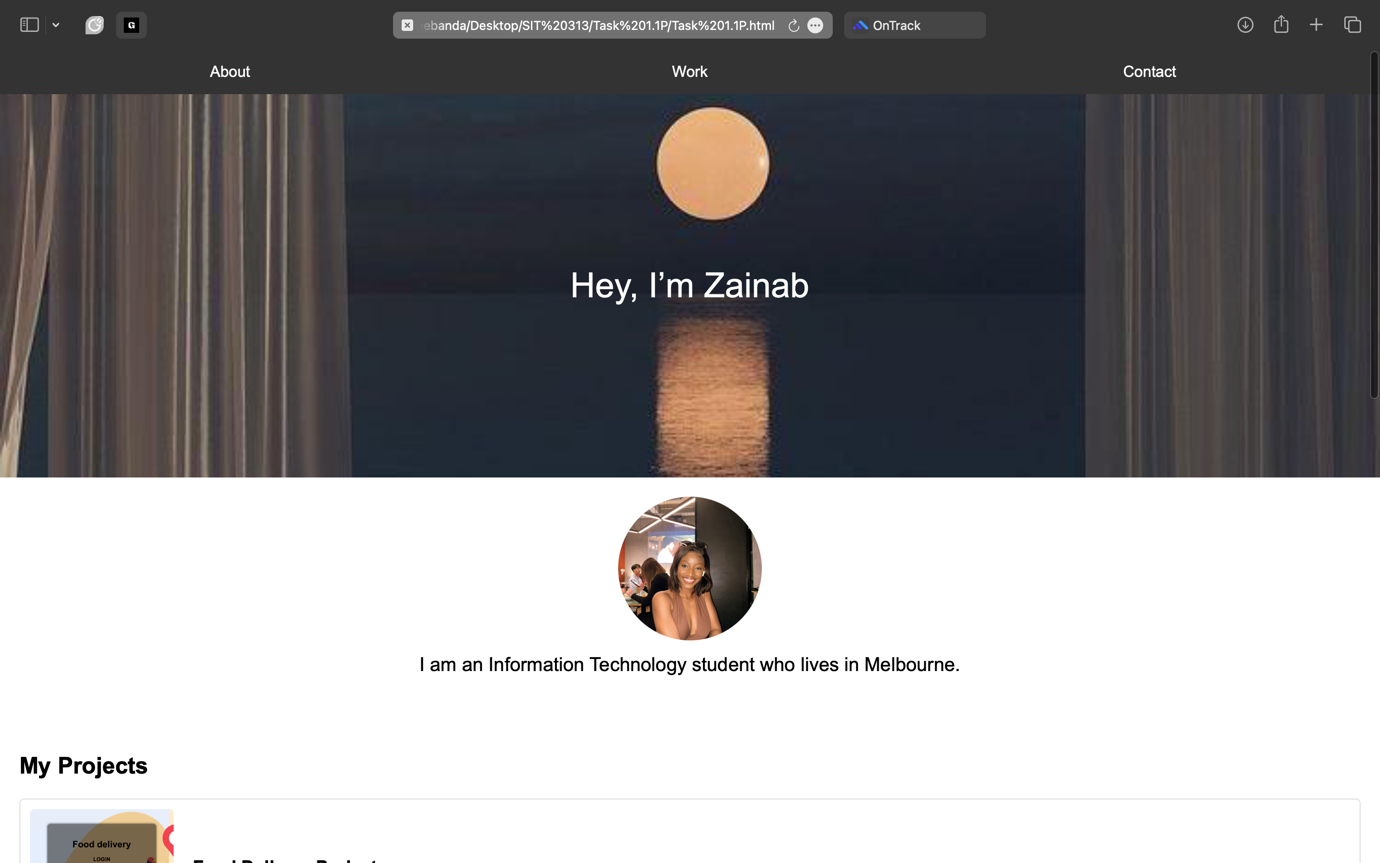 G
ebanda/Desktop/SIT%20313/Task%201.1P/Task%201.1P.html
OnTrack
About
Work
Contact
Hey, I’m Zainab
I am an Information Technology student who lives in Melbourne.
My Projects
Food delivery
LOGIN